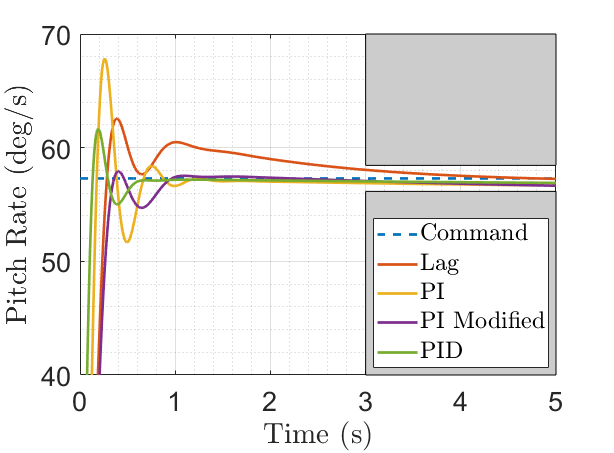 Pitch Rate (deg/s)
70
60
50
40
0 1 2 3 4 5
Time (s)
Command
Lag
PI
PI Modified
PID